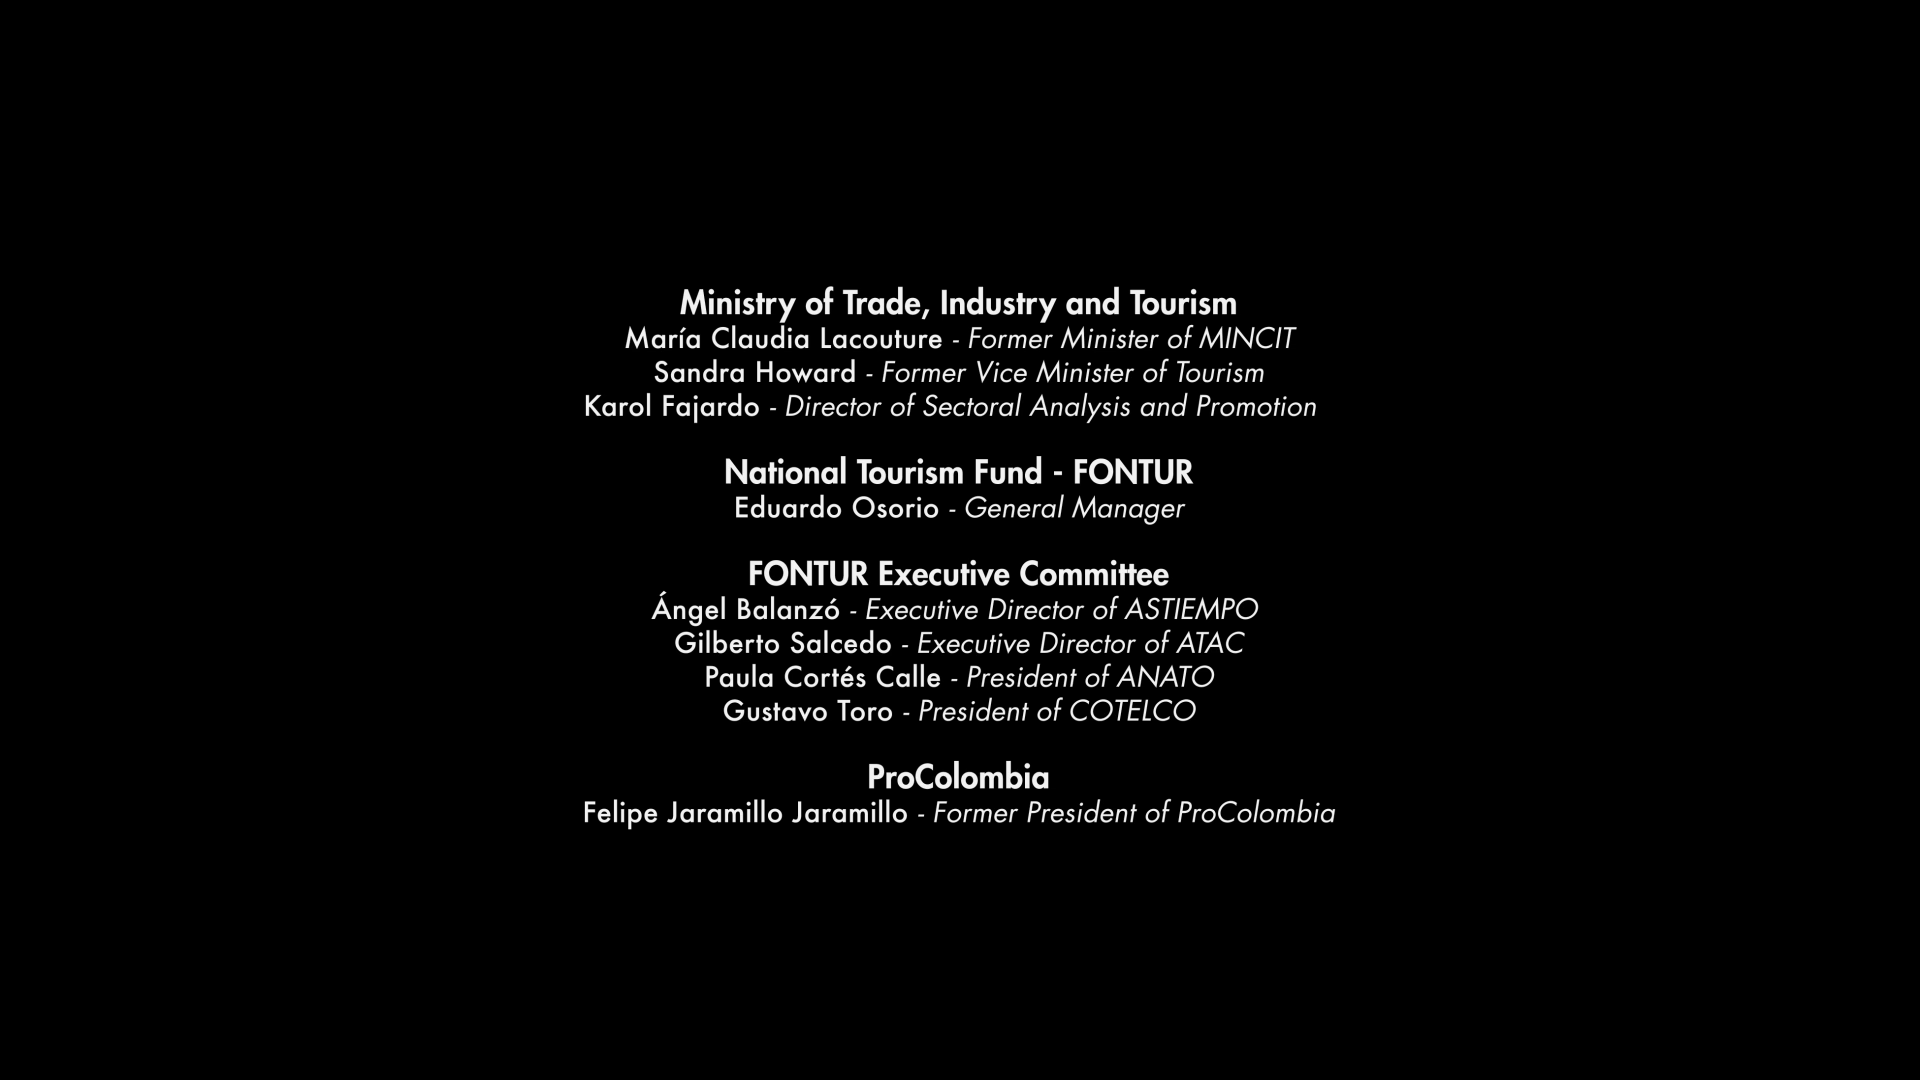 Ministry of Trade, Industry and Tourism
María Claudia Lacouture - Former Minister of MINCIT
Sandra Howard - Former Vice Minister of Tourism
Karol Fajardo - Director of Sectoral Analysis and Promotion
National Tourism Fund - FONTUR
Eduardo Osorio - General Manager
FONTUR Executive Committee
Ángel Balanzó - Executive Director of ASTIEMPO
Gilberto Salcedo - Executive Director of ATAC
Paula Cortés Calle - President of ANATO
Gustavo Toro - President of COTELCO
ProColombia
Felipe Jaramillo Jaramillo - Former President of ProColombia